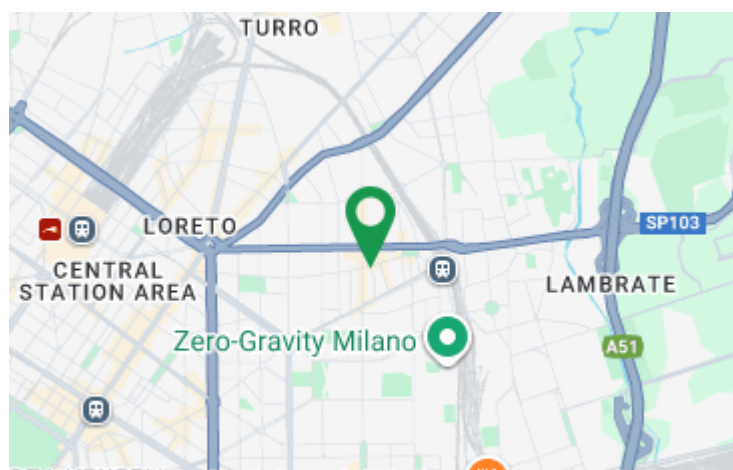 TURRO
LORETO
SP103
CENTRAL
STATION AREA
LAMBRATE
Zero-Gravity Milano
A51